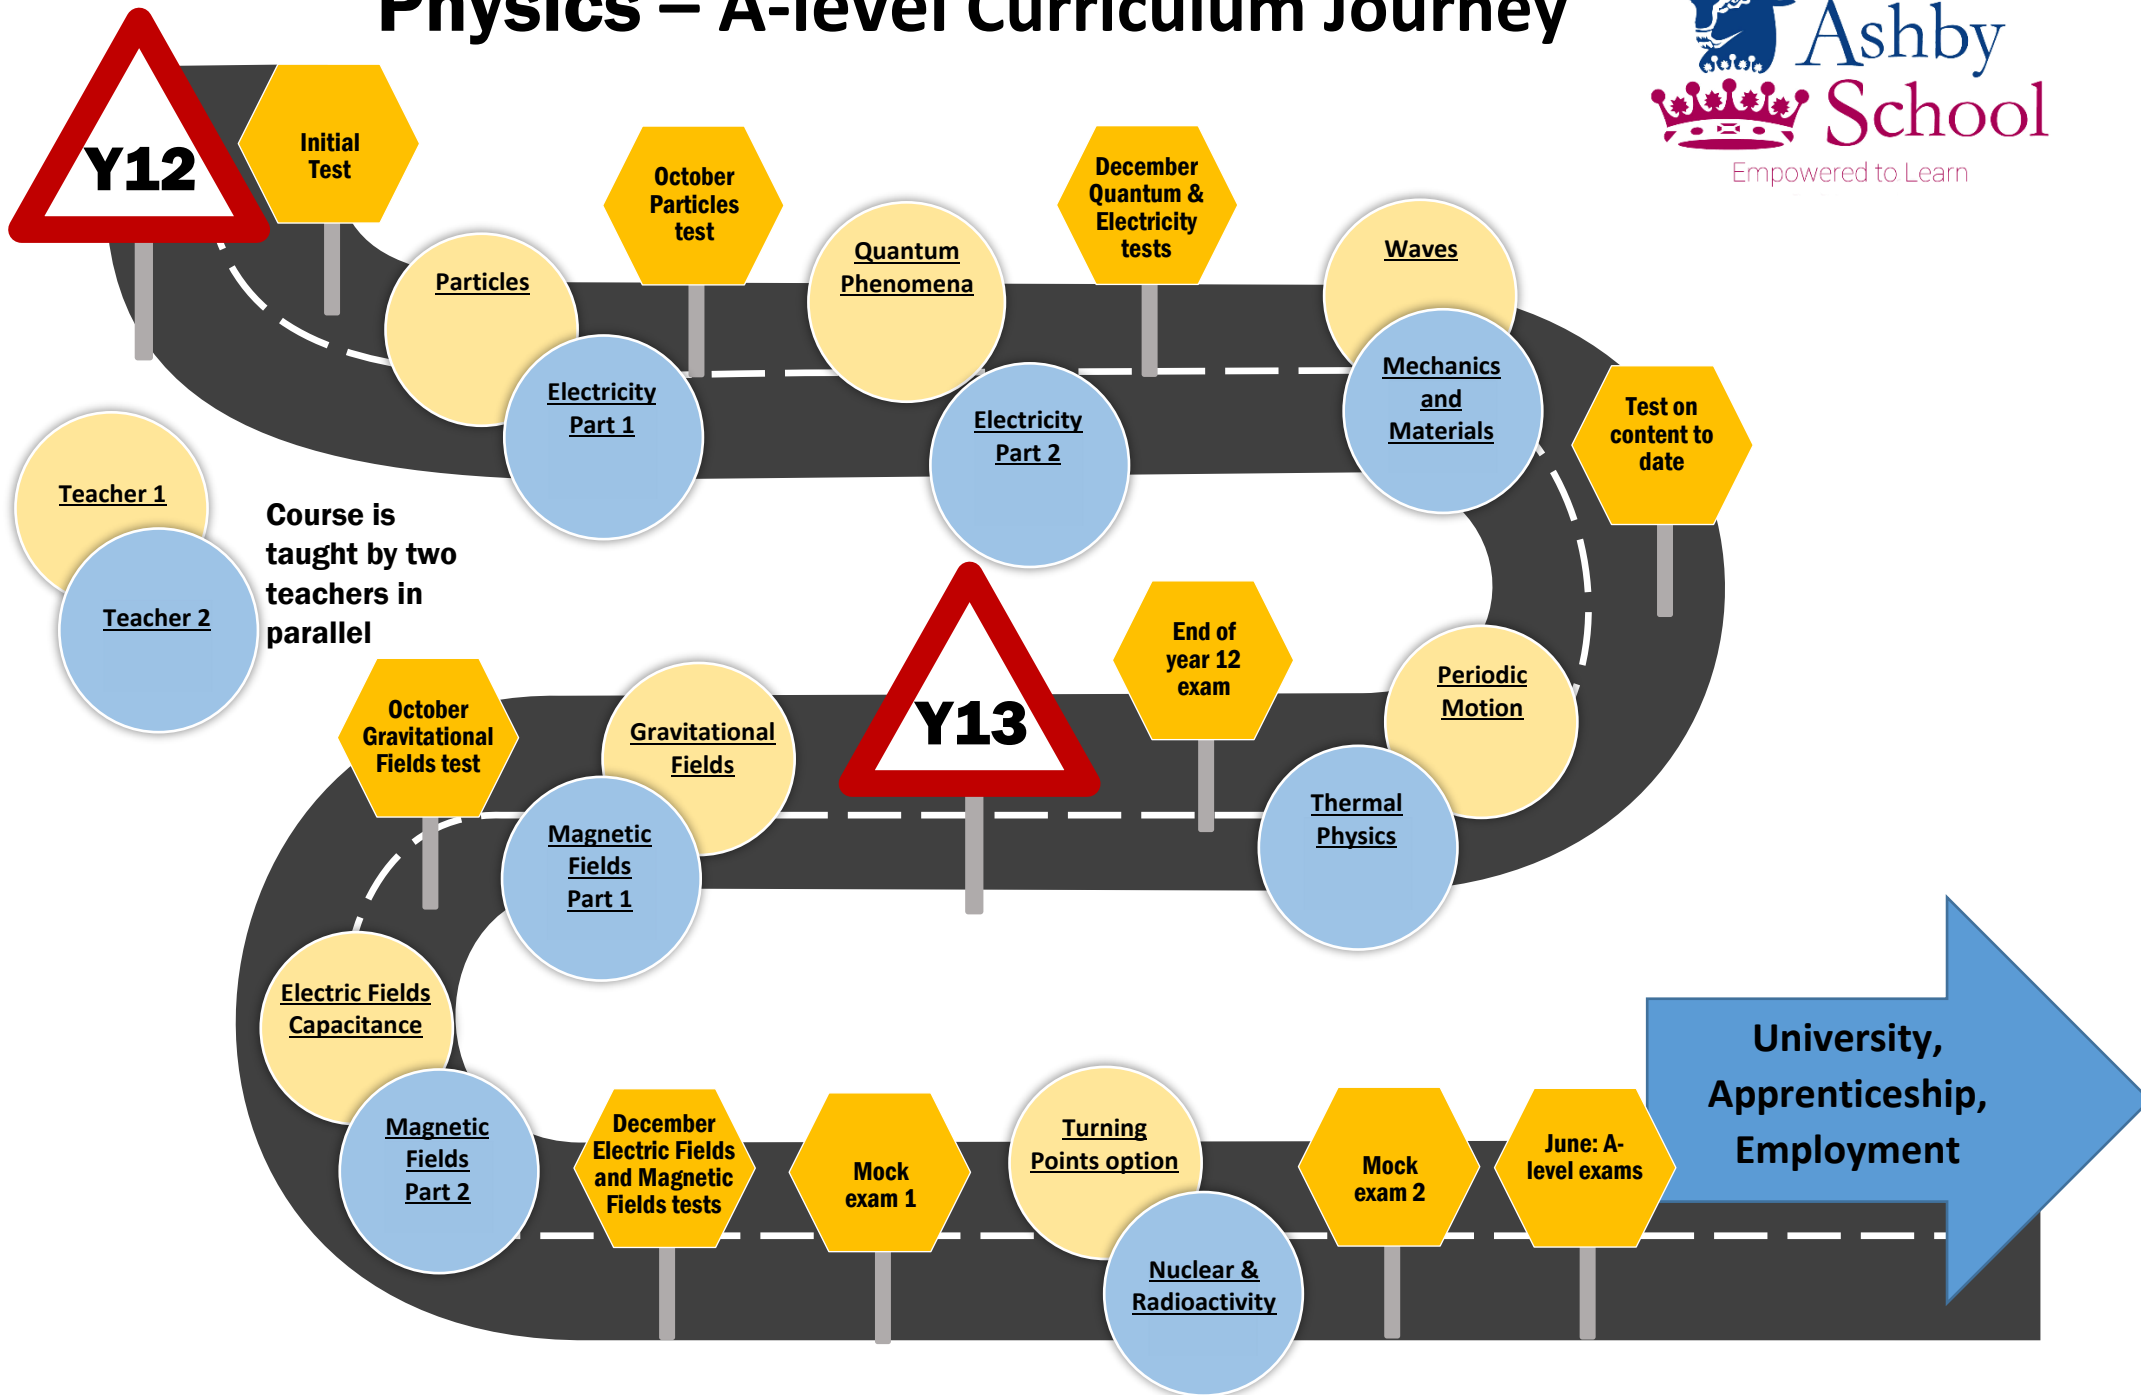 Physics – A-level Curriculum Journey
Ashby
School
Empowered to Learn
Y12
Initial
Test
Particles
Electricity
Part 1
October
Particles
test
Quantum
Phenomena
Electricity
Part 2
December
Quantum &
Electricity
tests
Waves
Mechanics
and
Materials
Test on
content to
date
Teacher 1
Teacher 2
Course is
taught by two
teachers in
parallel
Periodic
Motion
Thermal
Physics
End of
year 12
exam
Y13
Gravitational
Fields
Magnetic
Fields
Part 1
October
Gravitational
Fields test
Electric Fields
Capacitance
Magnetic
Fields
Part 2
December
Electric Fields
and Magnetic
Fields tests
Mock
exam 1
Turning
Points option
Nuclear &
Radioactivity
Mock
exam 2
June: A-
level exams
University,
Apprenticeship,
Employment